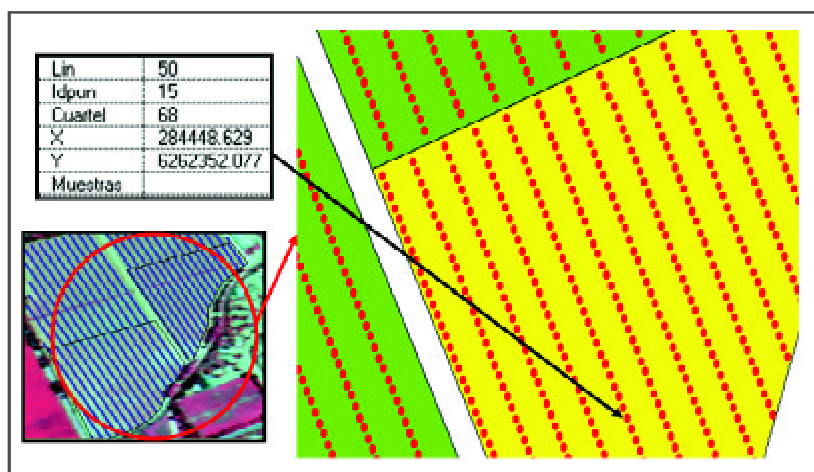 Lin 50
Idpun 15
Cuartel 68
X 284448.629
Y 6262352.077
Muestras